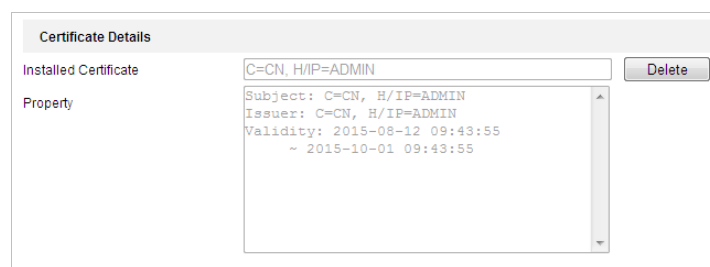 Certificate Details
Installed Certificate C=CN, H/IP=ADMIN Delete
Property
Subject: C=CN, H/IP=ADMIN
Issuer: C=CN, H/IP=ADMIN
Validity: 2015-08-12 09:43:55
~ 2015-10-01 09:43:55